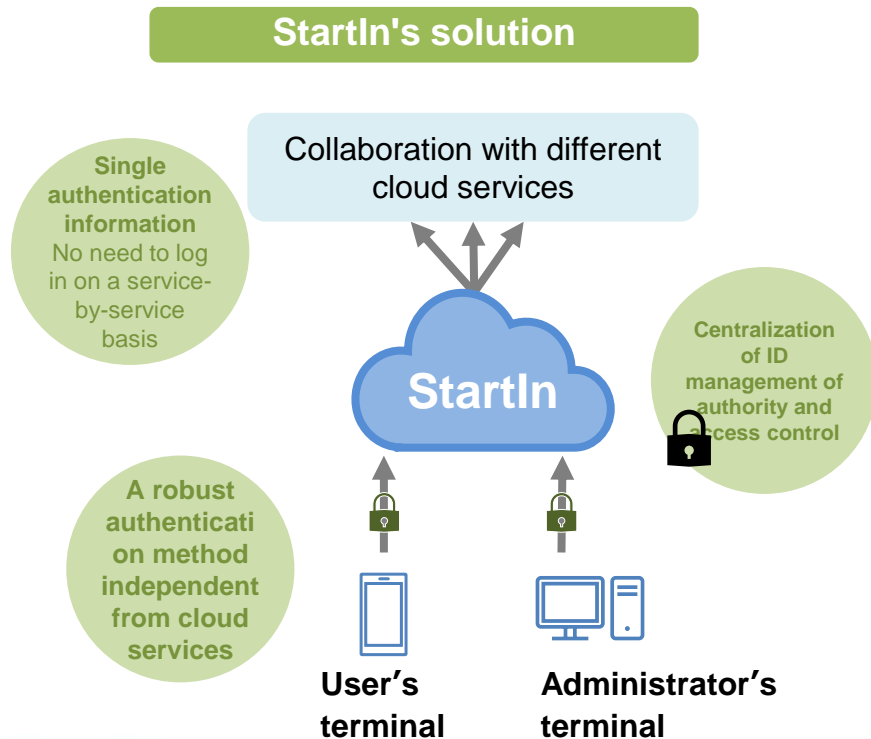 StartIn's solution
Collaboration with different
cloud services
Single
authentication
information
No need to log
in on a service-
by-service
basis
StartIn
Centralization
of ID
management of
authority and
access control
A robust
authenticati
on method
independent
from cloud
services
User’s
terminal
Administrator’s
terminal